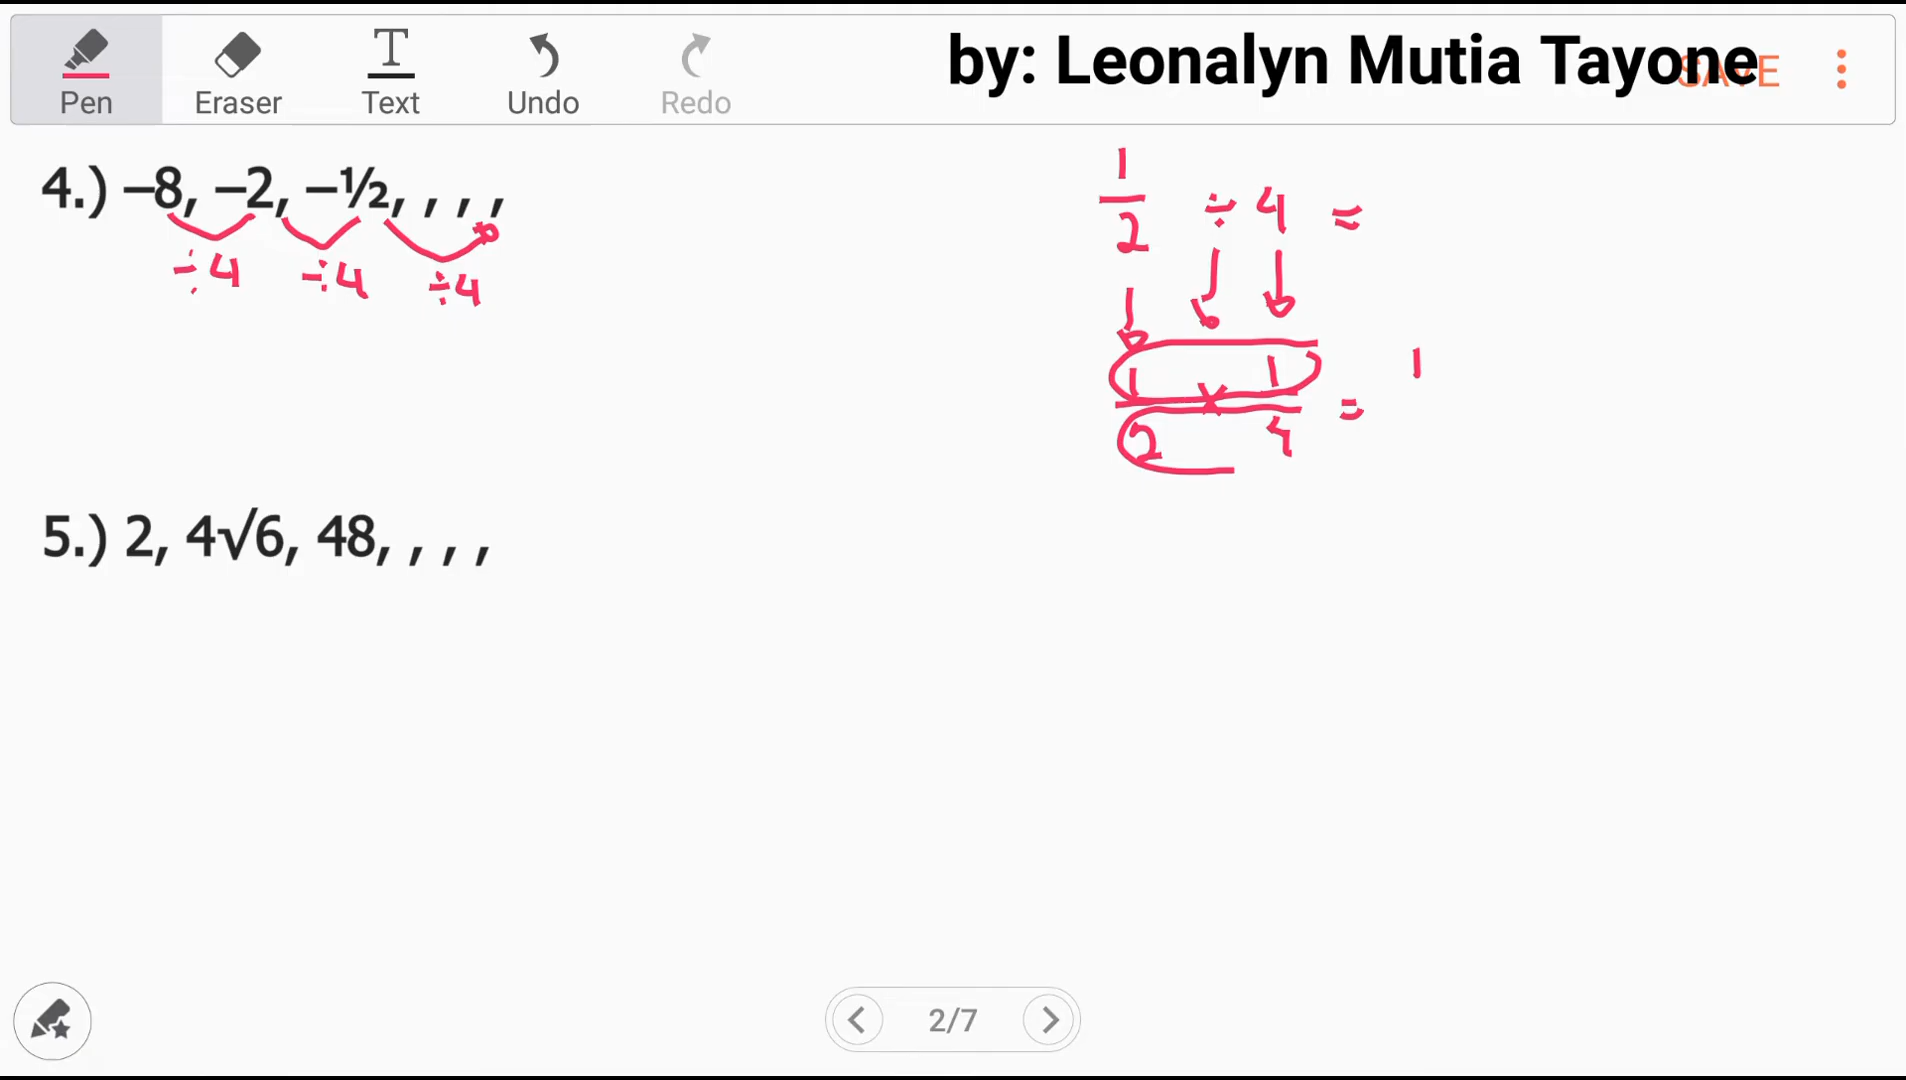 Pen Eraser Text Undo Redo SAVE
by: Leonalyn Mutia Tayone
4.) –8, –2, –½, , , ,
÷4 ÷4 ÷4
1/2 ÷ 4 =
1/2 × 1/4 = 1
5.) 2, 4√6, 48, , , ,
2/7